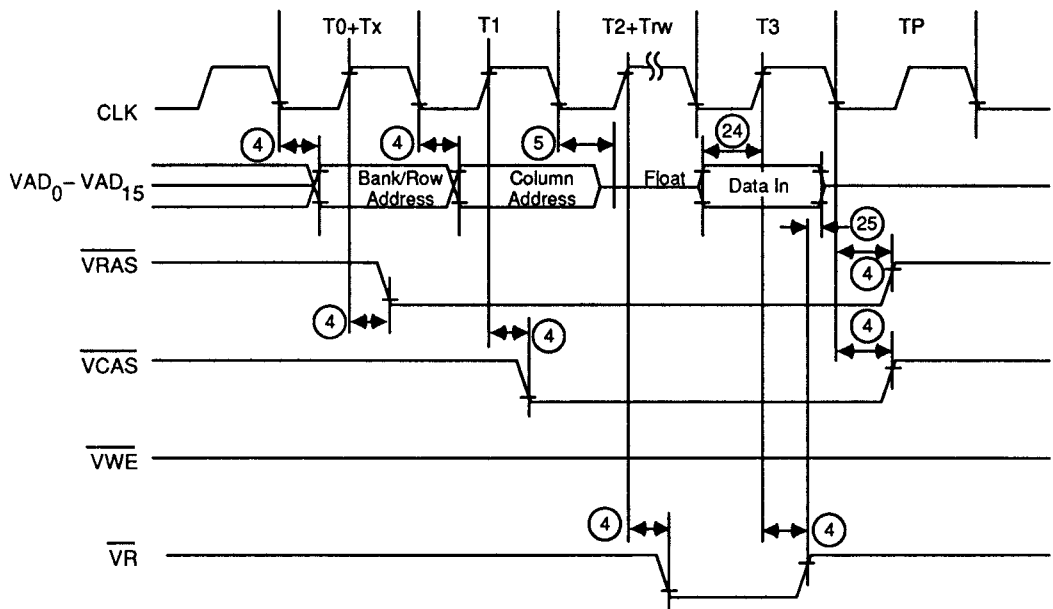 T0+Tx T1 T2+Trw T3 TP
CLK
4 4 5 24
VAD0–VAD15 Bank/Row Address Column Address Float Data In
25
VRAS 4
4 4 4
VCAS
VWE
4 4
VR